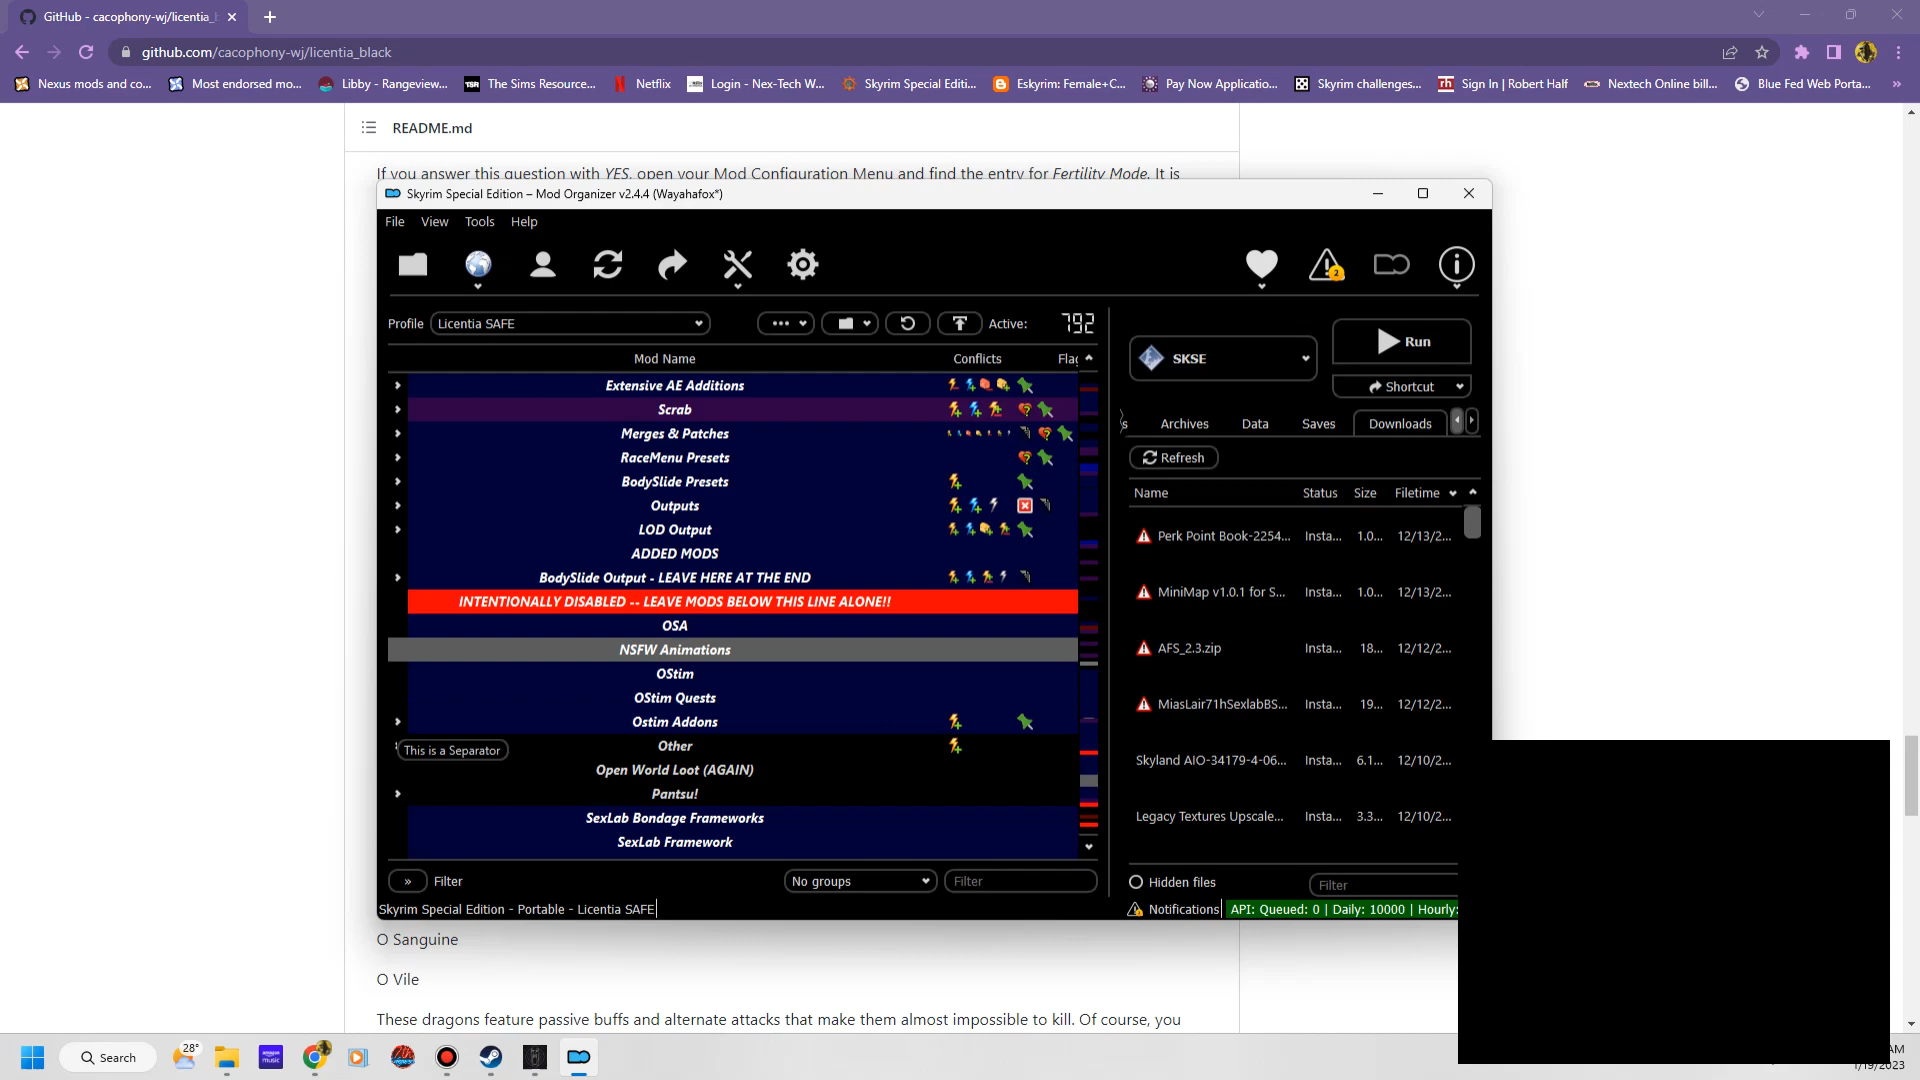 GitHub - cacophony-wj/licentia_
github.com/cacophony-wj/licentia_black
Nexus mods and co...
Most endorsed mo...
Libby - Rangeview...
The Sims Resource...
Netflix
Login - Nex-Tech W...
Skyrim Special Editi...
Eskyrim: Female+C...
Pay Now Applicatio...
Skyrim challenges...
Sign In | Robert Half
Nextech Online bill...
Blue Fed Web Porta...
README.md
If you answer this question with YES, open your Mod Configuration Menu and find the entry for Fertility Mode. It is
Skyrim Special Edition – Mod Organizer v2.4.4 (Wayahafox*)
File View Tools Help
Profile Licentia SAFE Active: 792
Mod Name Conflicts Flag
Extensive AE Additions
Scrab
Merges & Patches
RaceMenu Presets
BodySlide Presets
Outputs
LOD Output
ADDED MODS
BodySlide Output - LEAVE HERE AT THE END
INTENTIONALLY DISABLED -- LEAVE MODS BELOW THIS LINE ALONE!!
OSA
NSFW Animations
OStim
OStim Quests
Ostim Addons
Other
This is a Separator
Open World Loot (AGAIN)
Pantsu!
SexLab Bondage Frameworks
SexLab Framework
» Filter No groups Filter
Skyrim Special Edition - Portable - Licentia SAFE
SKSE
Run
Shortcut
s Archives Data Saves Downloads
Refresh
Name Status Size Filetime
Perk Point Book-2254... Insta... 1.0... 12/13/2...
MiniMap v1.0.1 for S... Insta... 1.0... 12/13/2...
AFS_2.3.zip Insta... 18... 12/12/2...
MiasLair71hSexlabBS... Insta... 19... 12/12/2...
Skyland AIO-34179-4-06... Insta... 6.1... 12/10/2...
Legacy Textures Upscale... Insta... 3.3... 12/10/2...
Hidden files Filter
Notifications API: Queued: 0 | Daily: 10000 | Hourly:
O Sanguine
O Vile
These dragons feature passive buffs and alternate attacks that make them almost impossible to kill. Of course, you
28°
Search
amazon music
AM
1/19/2023